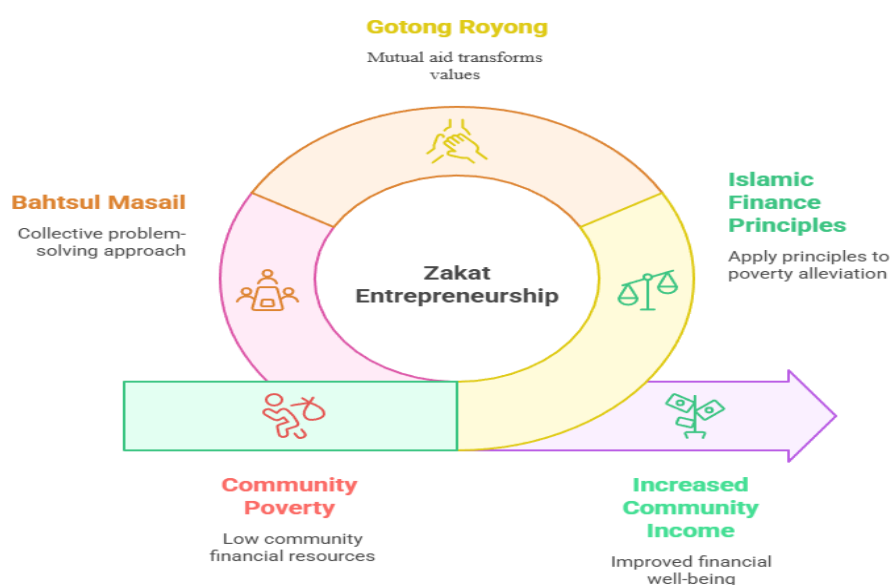 Gotong Royong
Mutual aid transforms
values
Bahtsul Masail
Collective problem-
solving approach
Islamic
Finance
Principles
Apply principles to
poverty alleviation
Zakat
Entrepreneurship
Community
Poverty
Low community
financial resources
Increased
Community
Income
Improved financial
well-being